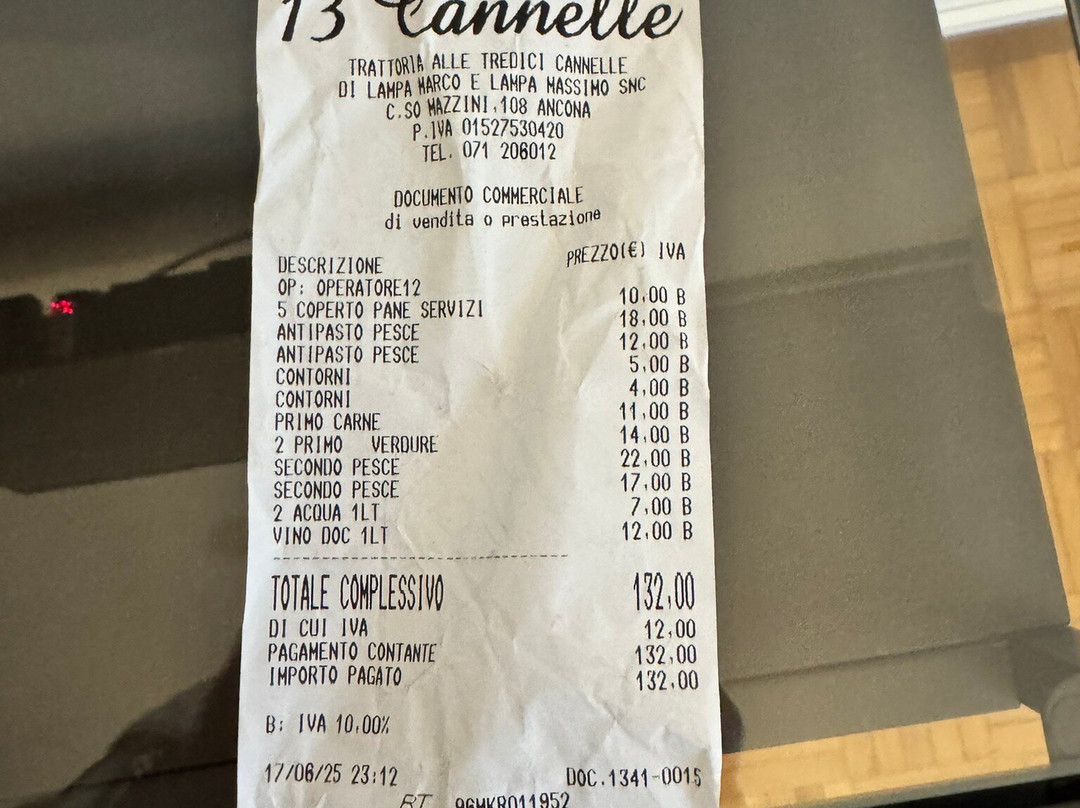 13 Cannelle
TRATTORIA ALLE TREDICI CANNELLE
DI LAMPA MARCO E LAMPA MASSIMO SNC
C.SO MAZZINI,108 ANCONA
P.IVA 01527530420
TEL. 071 206012
DOCUMENTO COMMERCIALE
di vendita o prestazione
DESCRIZIONE PREZZO(€) IVA
OP: OPERATORE12
5 COPERTO PANE SERVIZI 10,00 B
ANTIPASTO PESCE 18,00 B
ANTIPASTO PESCE 12,00 B
CONTORNI 5,00 B
CONTORNI 4,00 B
PRIMO CARNE 11,00 B
2 PRIMO VERDURE 14,00 B
SECONDO PESCE 22,00 B
SECONDO PESCE 17,00 B
2 ACQUA 1LT 7,00 B
VINO DOC 1LT 12,00 B
--------------------------------
TOTALE COMPLESSIVO 132,00
DI CUI IVA 12,00
PAGAMENTO CONTANTE 132,00
IMPORTO PAGATO 132,00
B: IVA 10,00%
17/06/25 23:12 DOC.1341-0015
RT 96MKR011952